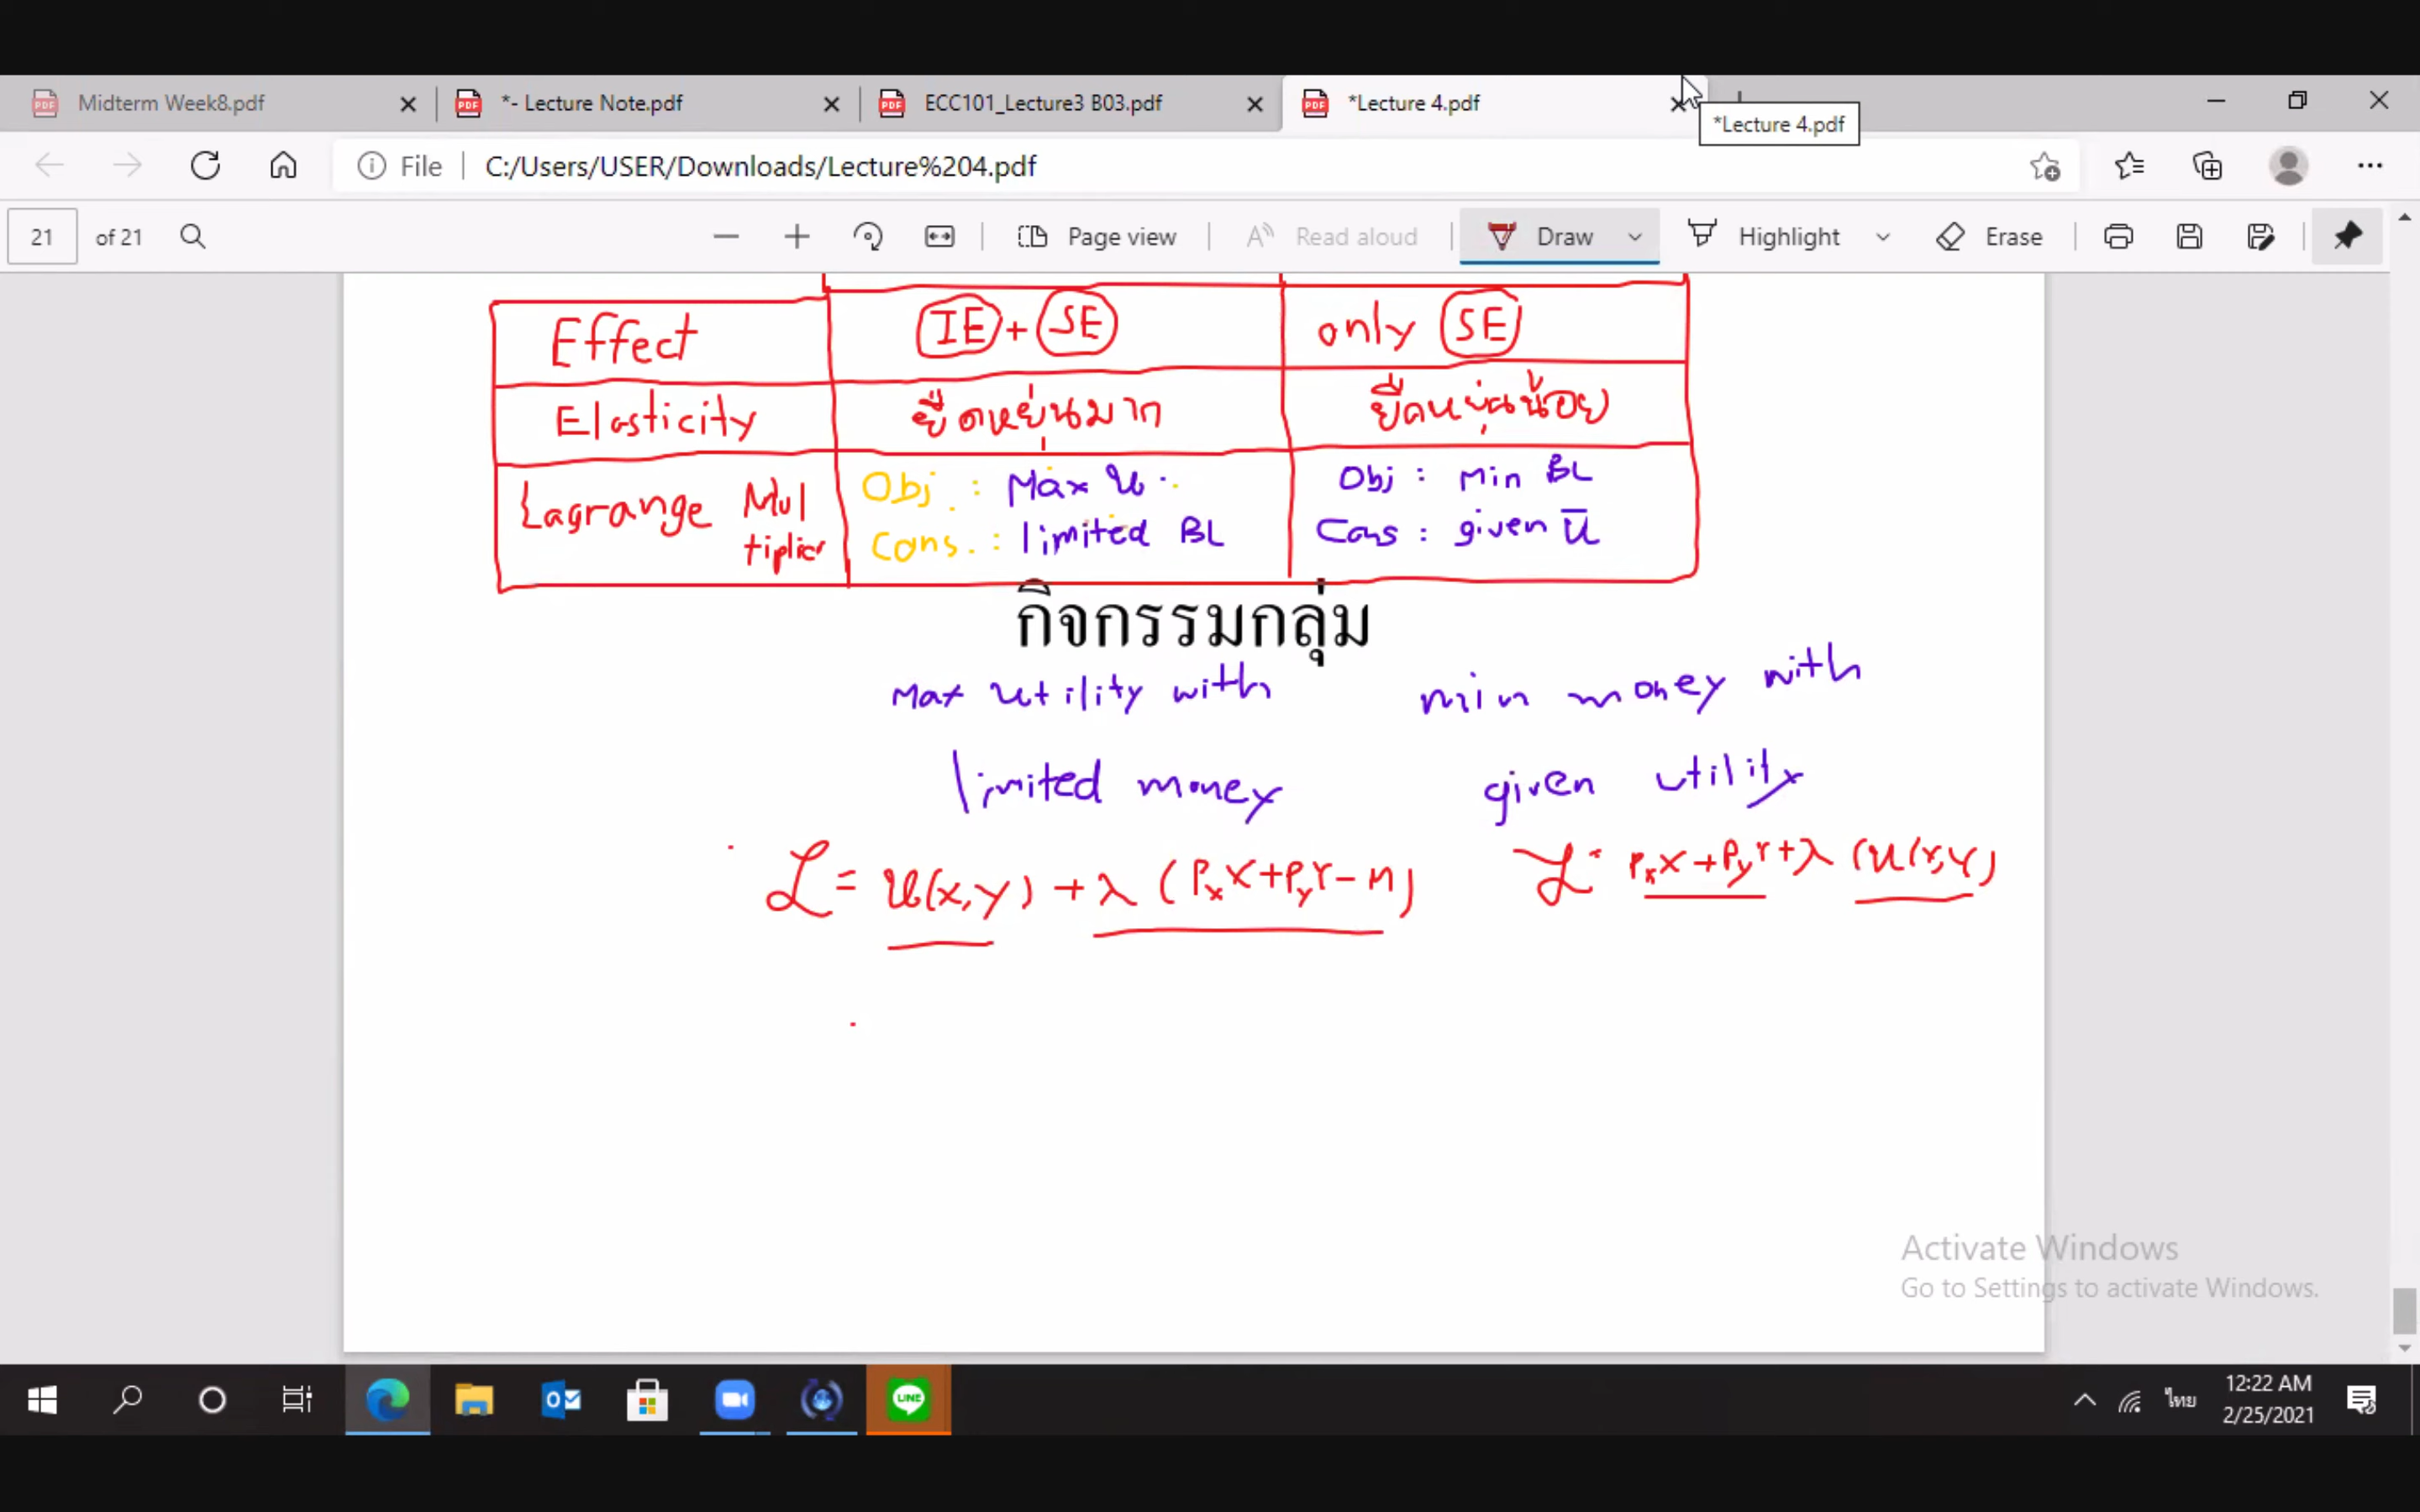 Midterm Week8.pdf
*- Lecture Note.pdf
ECC101_Lecture3 B03.pdf
*Lecture 4.pdf
*Lecture 4.pdf
File
C:/Users/USER/Downloads/Lecture%204.pdf
21 of 21
Page view
Read aloud
Draw
Highlight
Erase
Effect IE + SE only SE
Elasticity ยืดหยุ่นมาก ยืดหยุ่นน้อย
Lagrange Mul
tiplier
Obj. : Max U
Cons. : limited BL
Obj : Min BL
Cons : given Ū
กิจกรรมกลุ่ม
Max utility with
limited money
min money with
given utility
ℒ = U(x,y) + λ (PxX+PyY-M)
ℒ = PxX+PyY+λ (U(x,y)
Activate Windows
Go to Settings to activate Windows.
LINE
ไทย
12:22 AM
2/25/2021